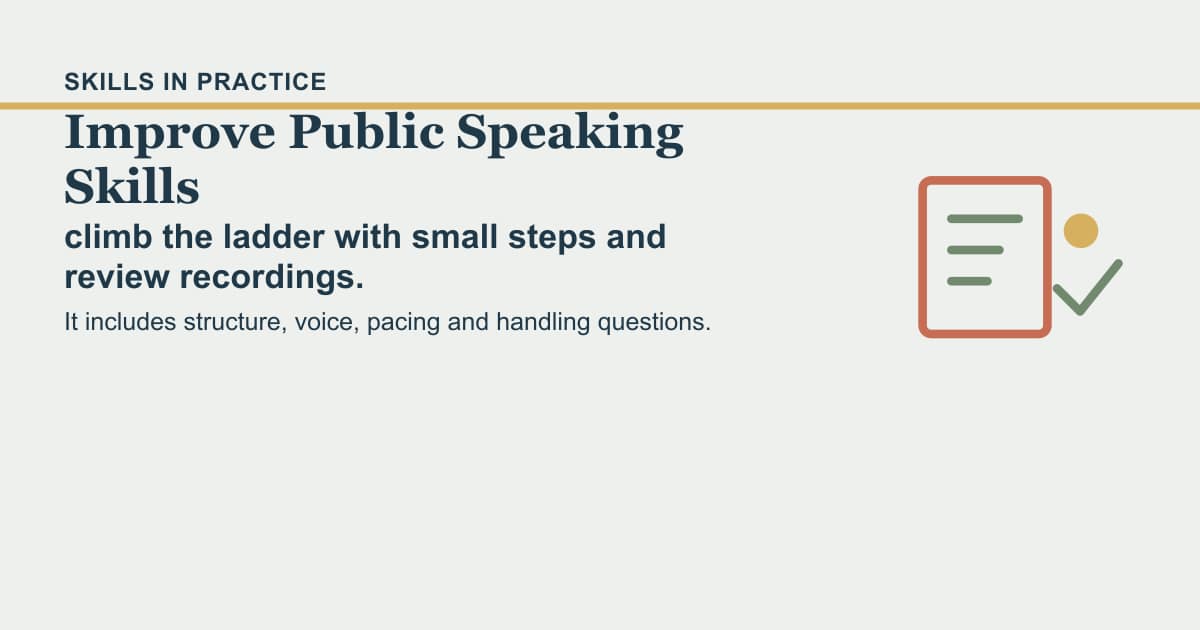 SKILLS IN PRACTICE
Improve Public Speaking
Skills
climb the ladder with small steps and
review recordings.
It includes structure, voice, pacing and handling questions.